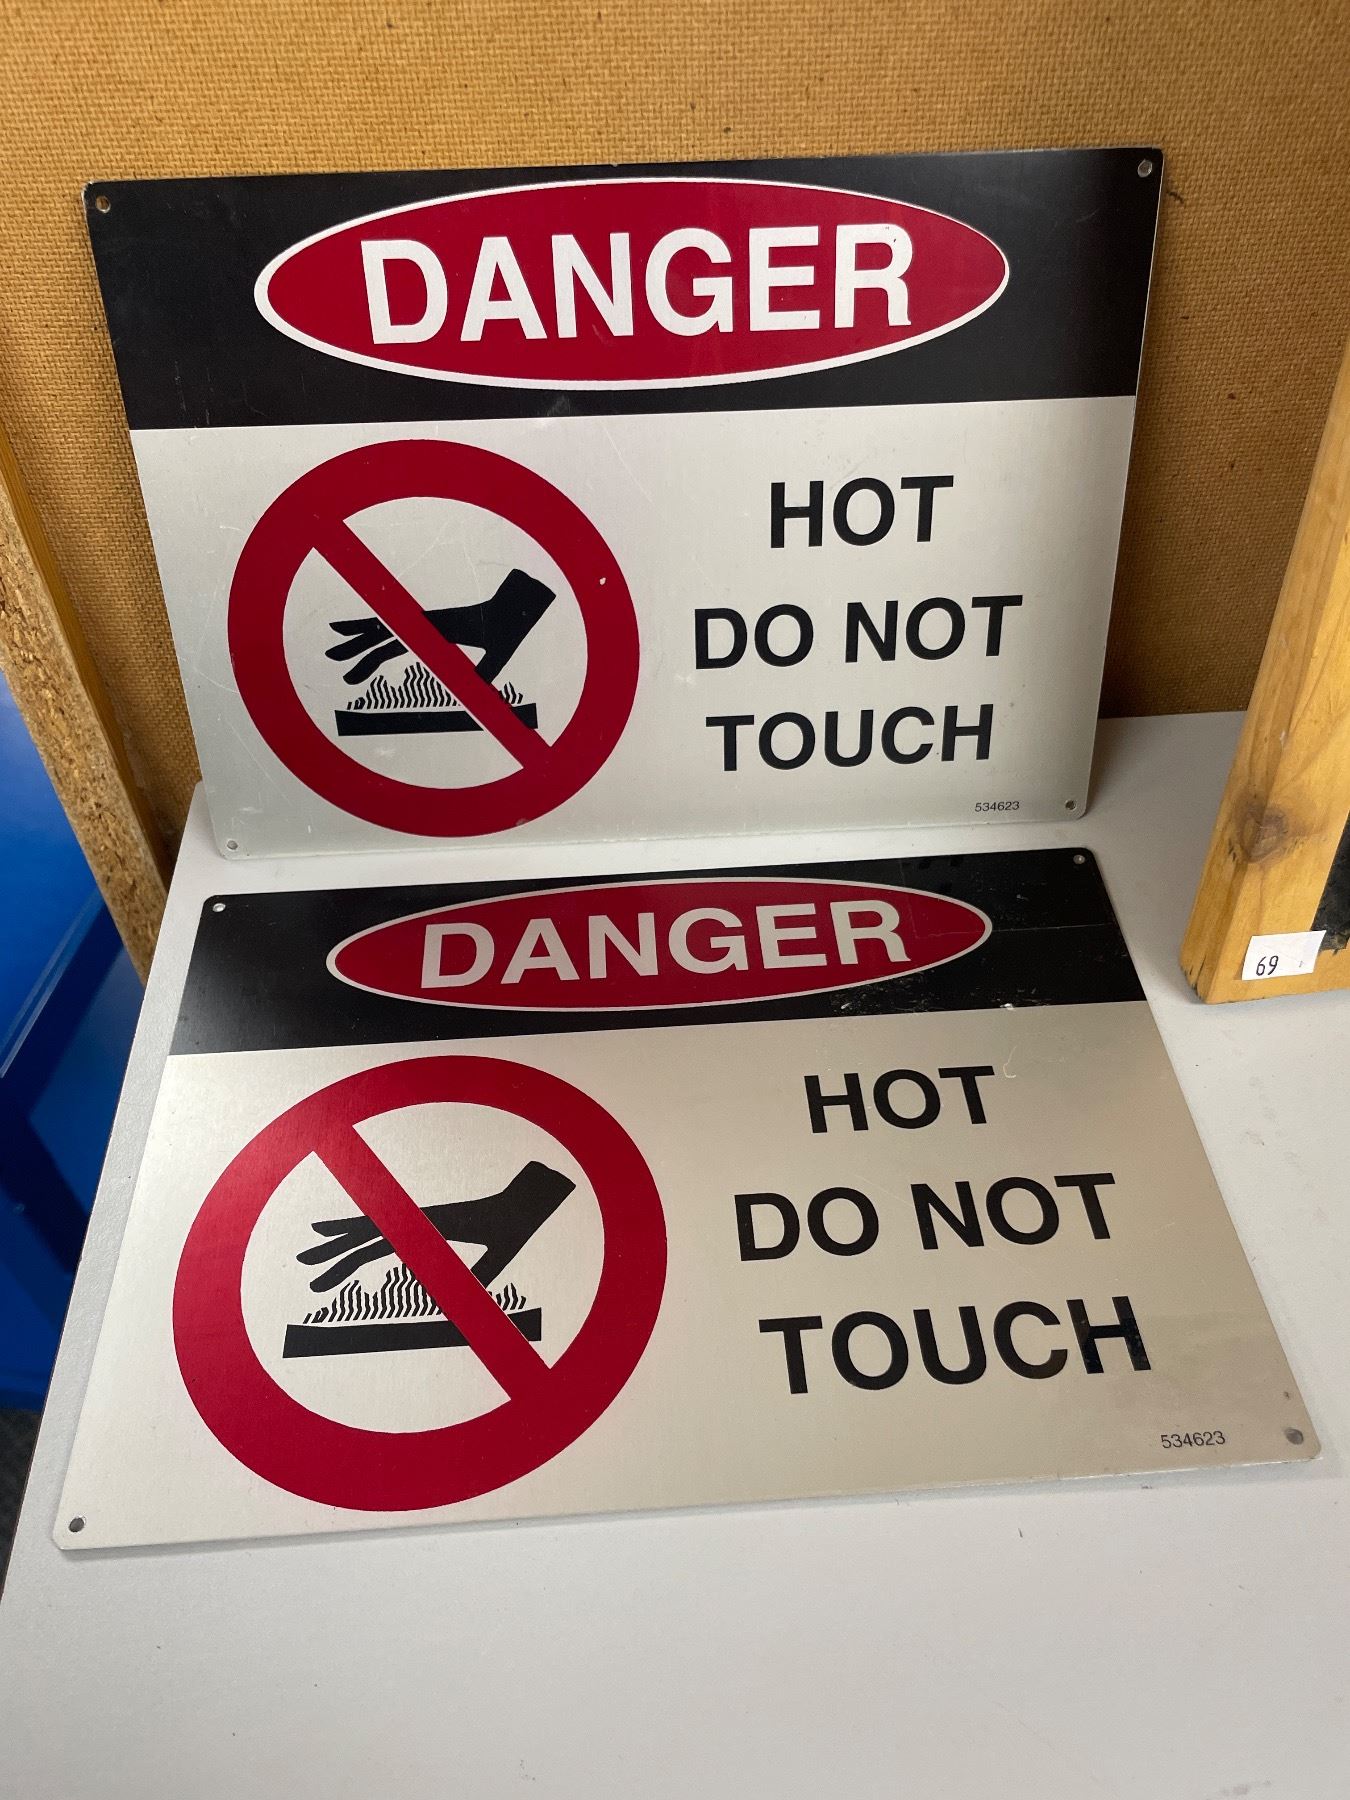 DANGER
HOT
DO NOT
TOUCH
534623
DANGER
HOT
DO NOT
TOUCH
534623
69